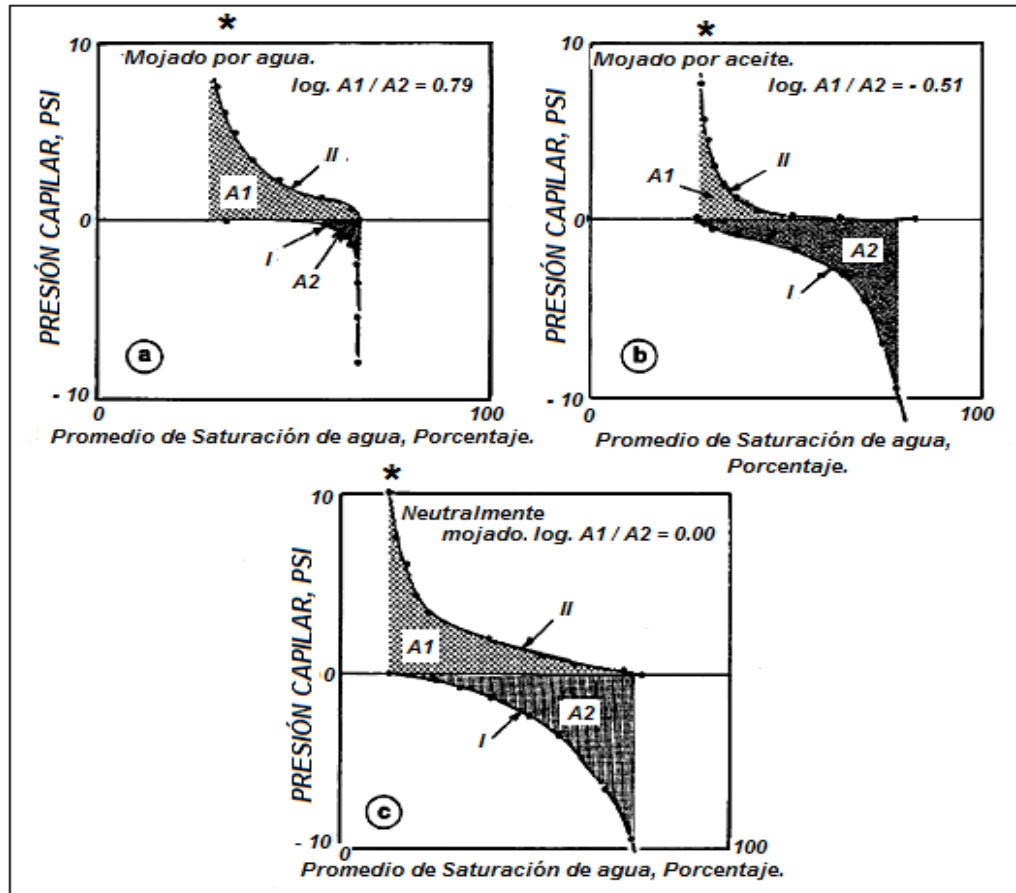 *
10
Mojado por agua.
log. A1 / A2 = 0.79
PRESIÓN CAPILAR, PSI
II
A1
0
I
A2
a
- 10
0
100
Promedio de Saturación de agua, Porcentaje.
*
10
Mojado por aceite.
log. A1 / A2 = - 0.51
PRESIÓN CAPILAR, PSI
II
A1
0
A2
I
b
- 10
0
100
Promedio de Saturación de agua,
Porcentaje.
*
10
Neutralmente
mojado. log. A1 / A2 = 0.00
PRESIÓN CAPILAR, PSI
II
A1
0
A2
I
c
- 10
0
100
Promedio de Saturación de agua, Porcentaje.